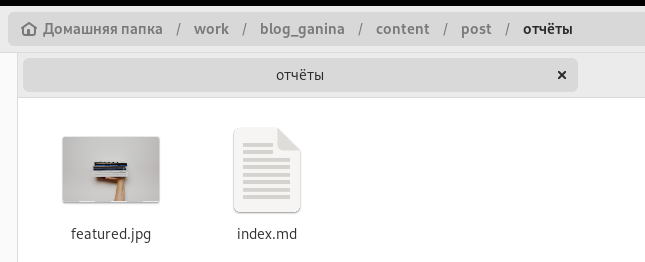 Домашняя папка / work / blog_ganina / content / post / отчёты
отчёты
featured.jpg index.md